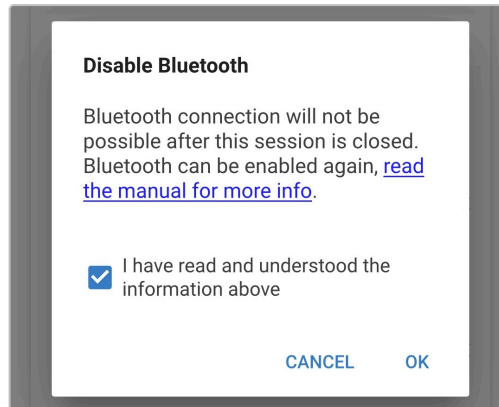 Disable Bluetooth
Bluetooth connection will not be
possible after this session is closed.
Bluetooth can be enabled again, read
the manual for more info.
I have read and understood the
information above
CANCEL OK